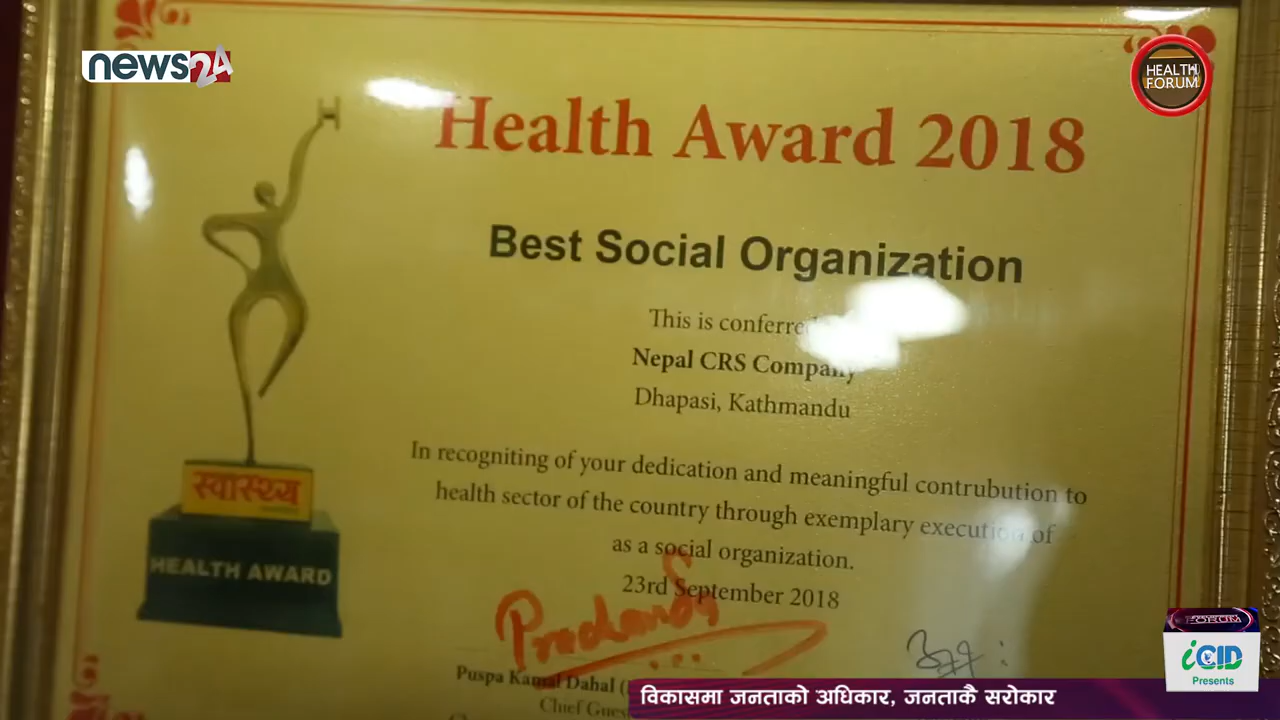 news24
HEALTH
FORUM
Health Award 2018
Best Social Organization
This is conferred
Nepal CRS Company
Dhapasi, Kathmandu
In recogniting of your dedication and meaningful contrubution to
health sector of the country through exemplary execution of
as a social organization.
23rd September 2018
स्वास्थ्य
HEALTH AWARD
Prachanda
Puspa Kamal Dahal (
Chief Gues
विकासमा जनताको अधिकार, जनताकै सरोकार
FORUM
iCID
Presents